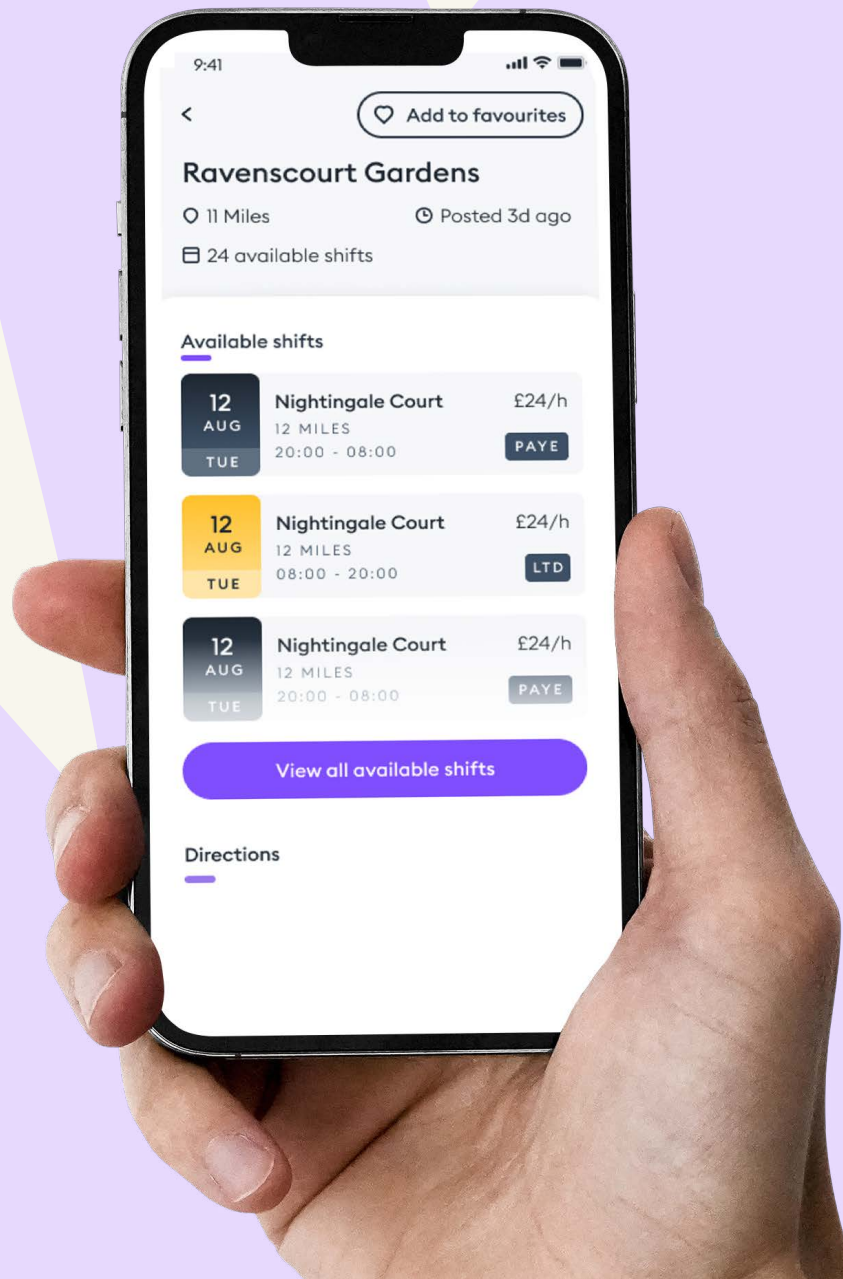 9:41
Add to favourites
Ravenscourt Gardens
11 Miles
Posted 3d ago
24 available shifts
Available shifts
12
AUG
TUE
Nightingale Court
12 MILES
20:00 - 08:00
£24/h
PAYE
12
AUG
TUE
Nightingale Court
12 MILES
08:00 - 20:00
£24/h
LTD
12
AUG
TUE
Nightingale Court
12 MILES
20:00 - 08:00
£24/h
PAYE
View all available shifts
Directions